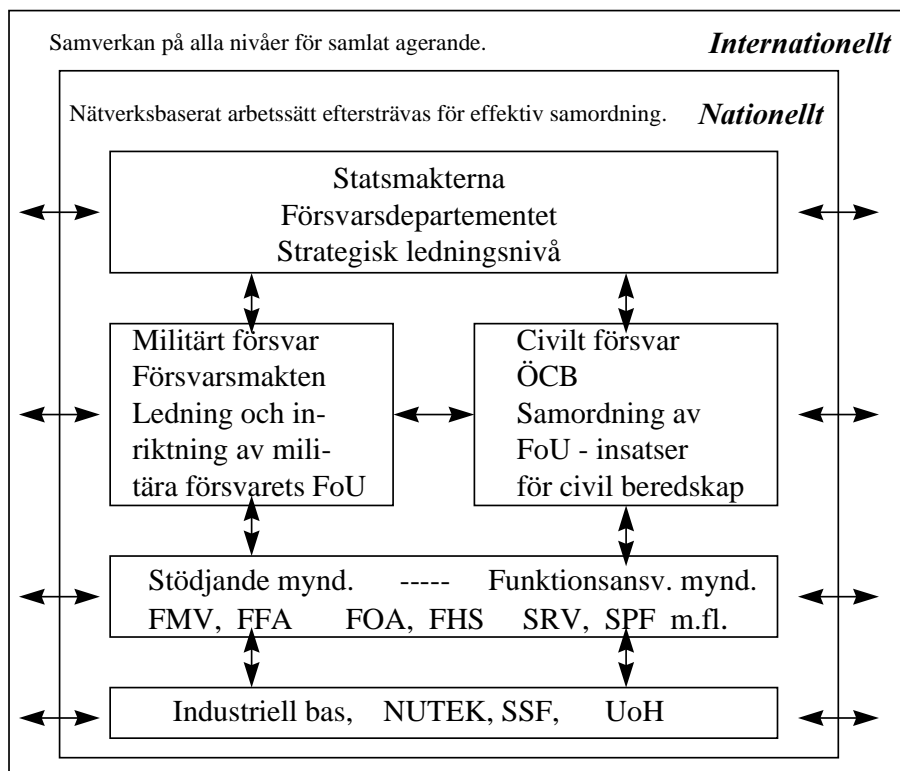 Samverkan på alla nivåer för samlat agerande. Internationellt
Nätverksbaserat arbetssätt eftersträvas för effektiv samordning. Nationellt
Statsmakterna
Försvarsdepartementet
Strategisk ledningsnivå
Militärt försvar
Försvarsmakten
Ledning och in-
riktning av mili-
tära försvarets FoU
Civilt försvar
ÖCB
Samordning av
FoU - insatser
för civil beredskap
Stödjande mynd. ----- Funktionsansv. mynd.
FMV, FFA FOA, FHS SRV, SPF m.fl.
Industriell bas, NUTEK, SSF, UoH